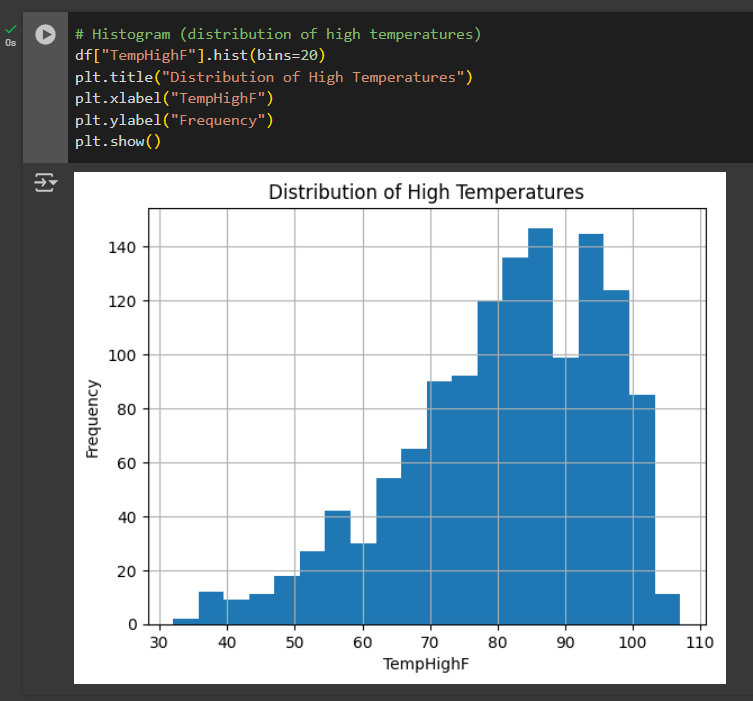 # Histogram (distribution of high temperatures)
df["TempHighF"].hist(bins=20)
plt.title("Distribution of High Temperatures")
plt.xlabel("TempHighF")
plt.ylabel("Frequency")
plt.show()
0s
Distribution of High Temperatures
140
120
100
80
60
40
20
0
Frequency
30 40 50 60 70 80 90 100 110
TempHighF